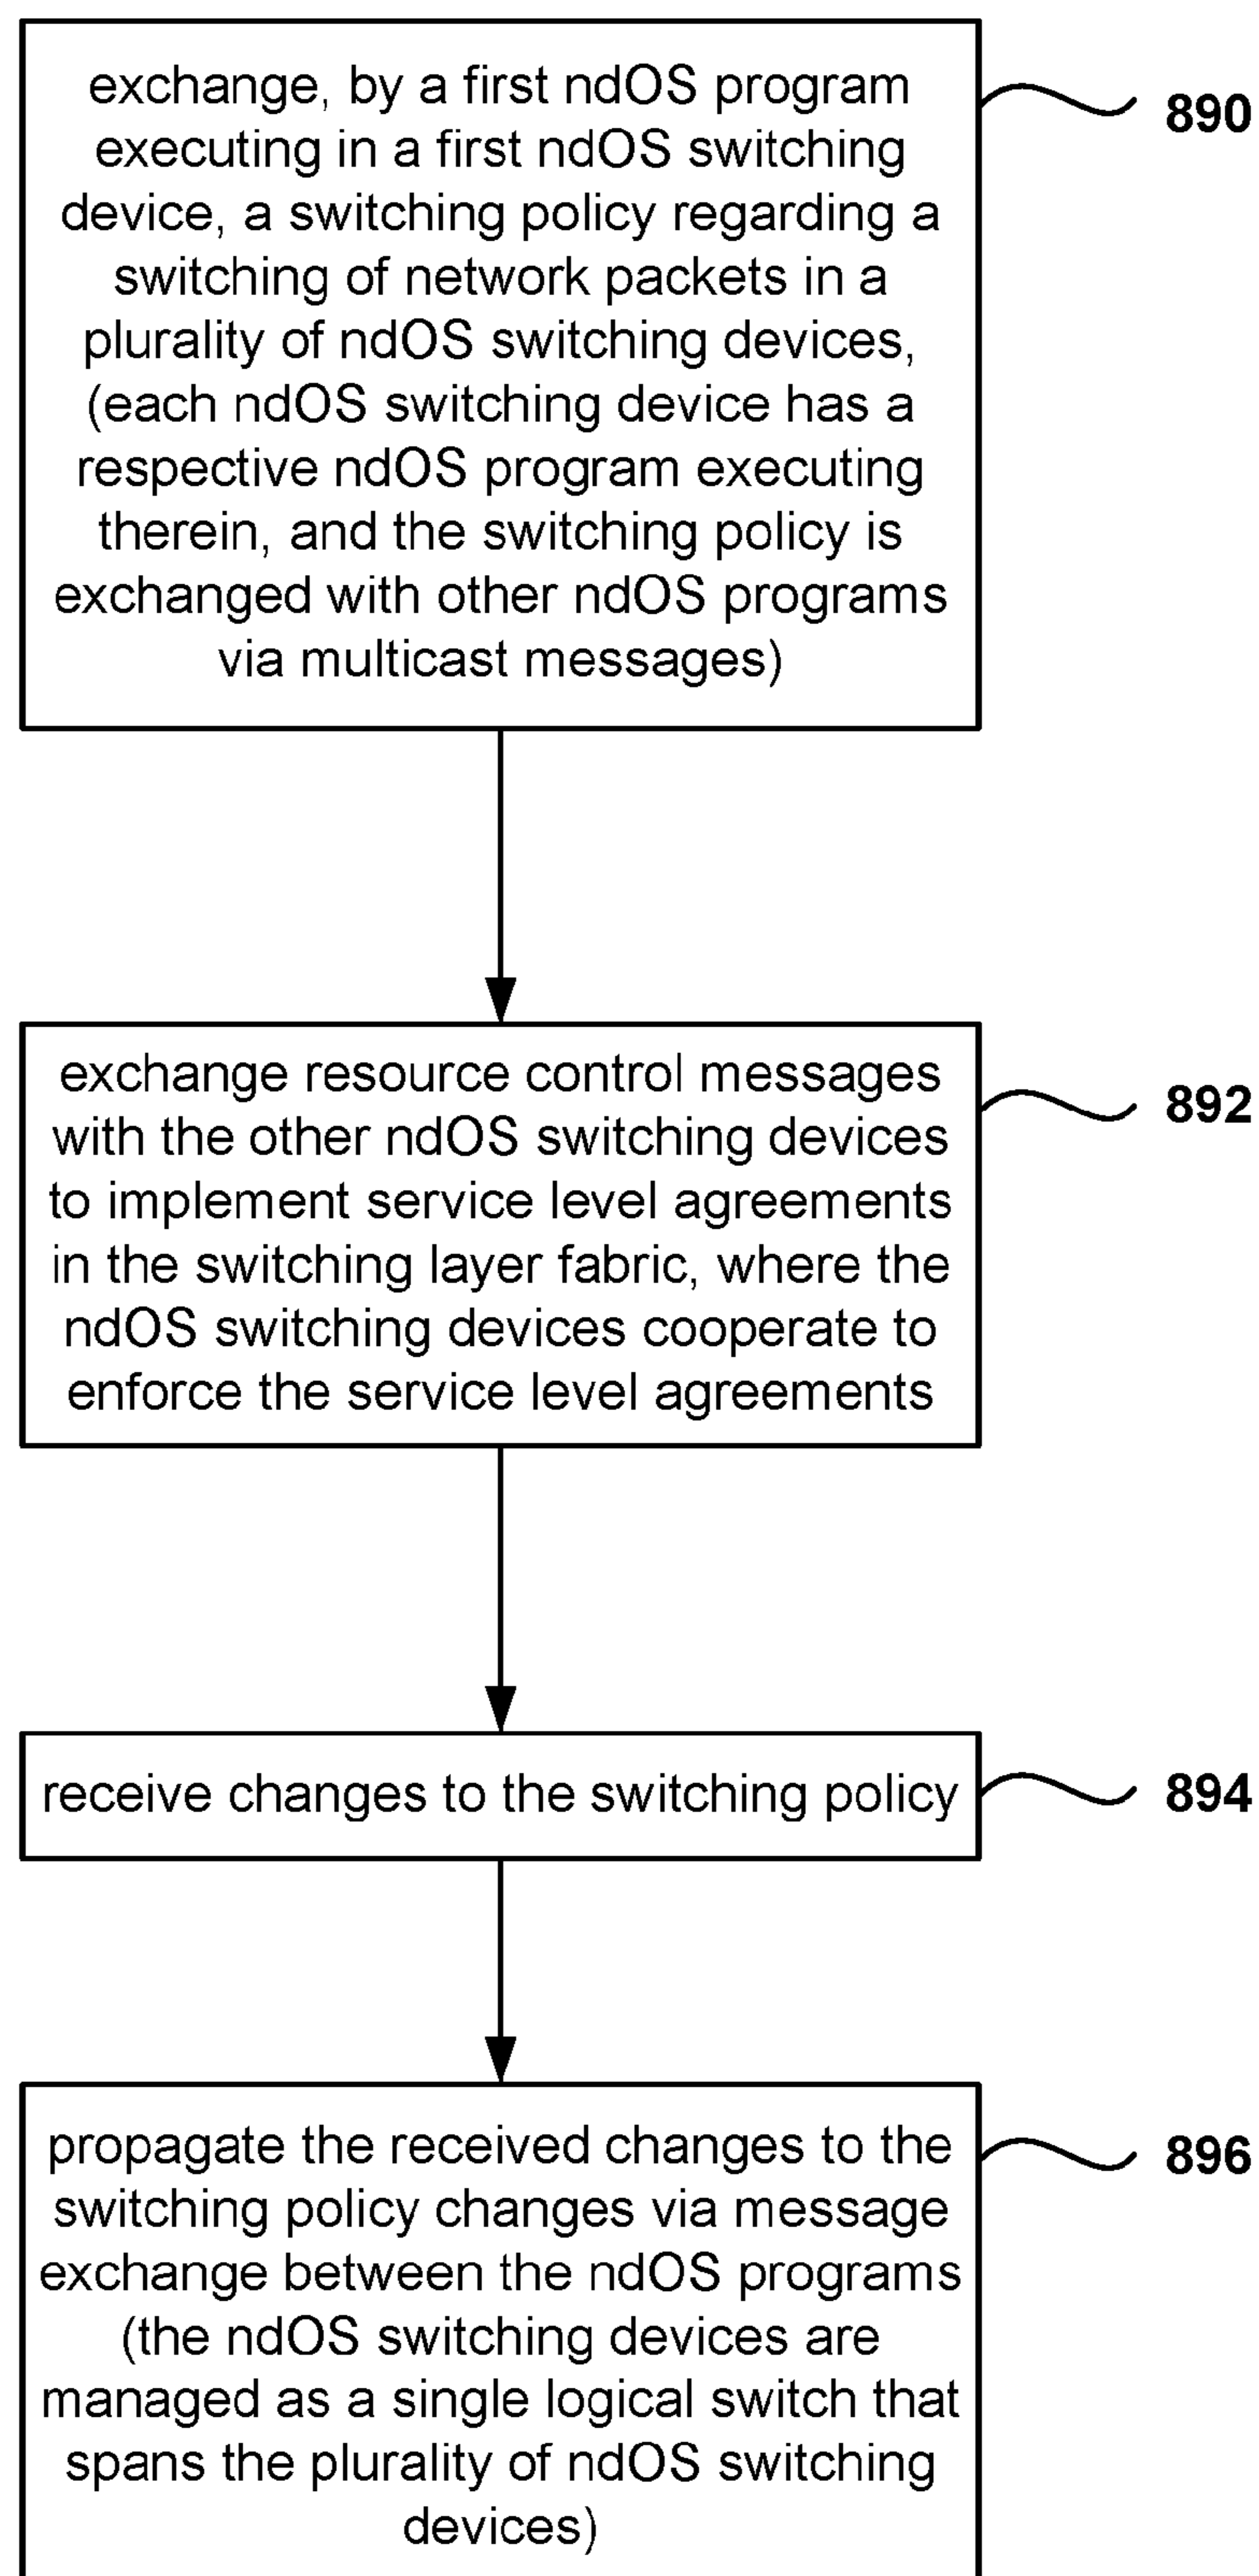 exchange, by a first ndOS program
executing in a first ndOS switching
device, a switching policy regarding a
switching of network packets in a
plurality of ndOS switching devices,
(each ndOS switching device has a
respective ndOS program executing
therein, and the switching policy is
exchanged with other ndOS programs
via multicast messages)
890
exchange resource control messages
with the other ndOS switching devices
to implement service level agreements
in the switching layer fabric, where the
ndOS switching devices cooperate to
enforce the service level agreements
892
receive changes to the switching policy
894
propagate the received changes to the
switching policy changes via message
exchange between the ndOS programs
(the ndOS switching devices are
managed as a single logical switch that
spans the plurality of ndOS switching
devices)
896